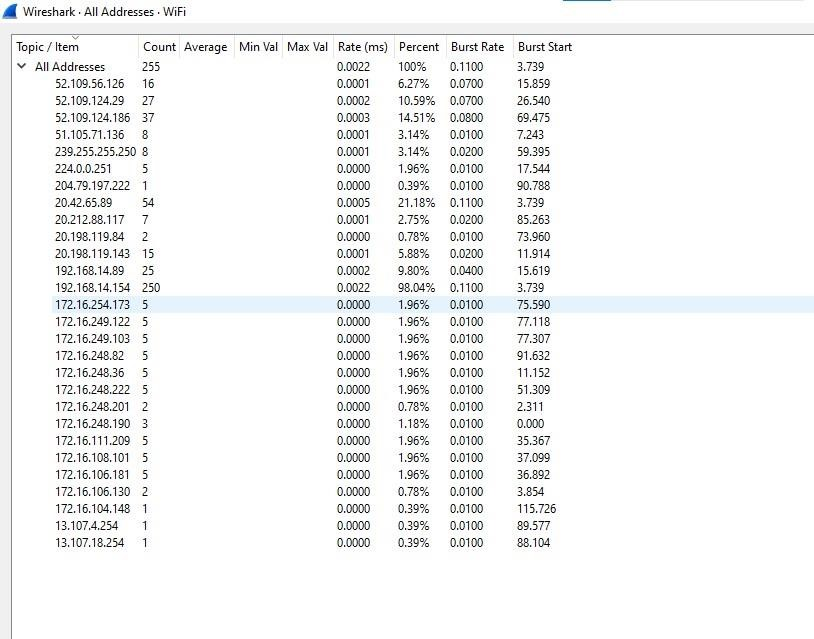 Wireshark · All Addresses · WiFi
Topic / Item Count Average Min Val Max Val Rate (ms) Percent Burst Rate Burst Start
All Addresses 255 0.0022 100% 0.1100 3.739
52.109.56.126 16 0.0001 6.27% 0.0700 15.859
52.109.124.29 27 0.0002 10.59% 0.0700 26.540
52.109.124.186 37 0.0003 14.51% 0.0800 69.475
51.105.71.136 8 0.0001 3.14% 0.0100 7.243
239.255.255.250 8 0.0001 3.14% 0.0200 59.395
224.0.0.251 5 0.0000 1.96% 0.0100 17.544
204.79.197.222 1 0.0000 0.39% 0.0100 90.788
20.42.65.89 54 0.0005 21.18% 0.1100 3.739
20.212.88.117 7 0.0001 2.75% 0.0200 85.263
20.198.119.84 2 0.0000 0.78% 0.0100 73.960
20.198.119.143 15 0.0001 5.88% 0.0200 11.914
192.168.14.89 25 0.0002 9.80% 0.0400 15.619
192.168.14.154 250 0.0022 98.04% 0.1100 3.739
172.16.254.173 5 0.0000 1.96% 0.0100 75.590
172.16.249.122 5 0.0000 1.96% 0.0100 77.118
172.16.249.103 5 0.0000 1.96% 0.0100 77.307
172.16.248.82 5 0.0000 1.96% 0.0100 91.632
172.16.248.36 5 0.0000 1.96% 0.0100 11.152
172.16.248.222 5 0.0000 1.96% 0.0100 51.309
172.16.248.201 2 0.0000 0.78% 0.0100 2.311
172.16.248.190 3 0.0000 1.18% 0.0100 0.000
172.16.111.209 5 0.0000 1.96% 0.0100 35.367
172.16.108.101 5 0.0000 1.96% 0.0100 37.099
172.16.106.181 5 0.0000 1.96% 0.0100 36.892
172.16.106.130 2 0.0000 0.78% 0.0100 3.854
172.16.104.148 1 0.0000 0.39% 0.0100 115.726
13.107.4.254 1 0.0000 0.39% 0.0100 89.577
13.107.18.254 1 0.0000 0.39% 0.0100 88.104